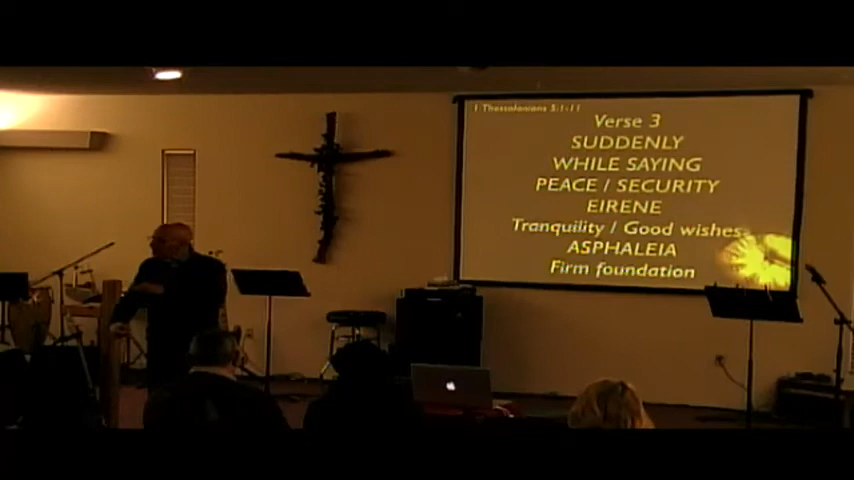 1 Thessalonians 5:1-11
Verse 3
SUDDENLY
WHILE SAYING
PEACE / SECURITY
EIRENE
Tranquility / Good wishes
ASPHALEIA
Firm foundation